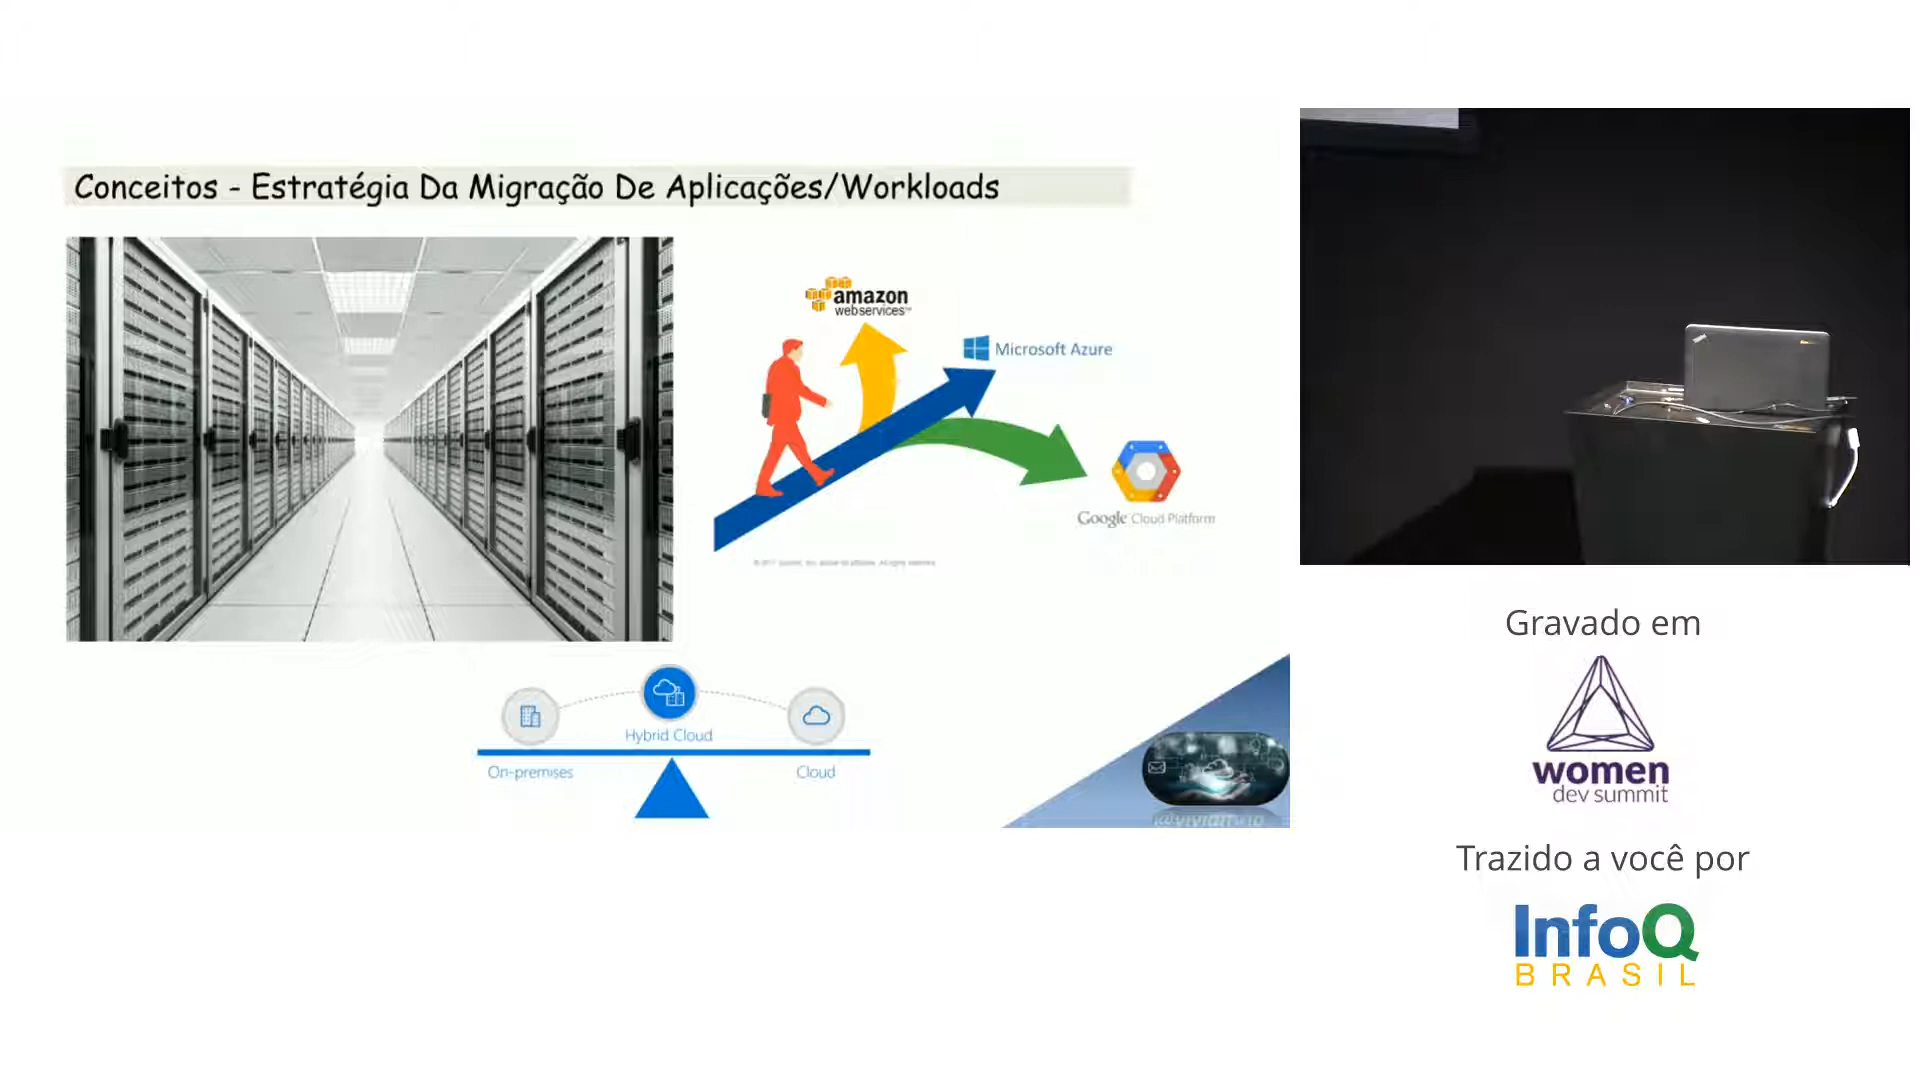 Conceitos - Estratégia Da Migração De Aplicações/Workloads
amazon
webservices™
Microsoft Azure
Google Cloud Platform
Hybrid Cloud
On-premises
Cloud
Gravado em
women
dev summit
Trazido a você por
InfoQ
BRASIL